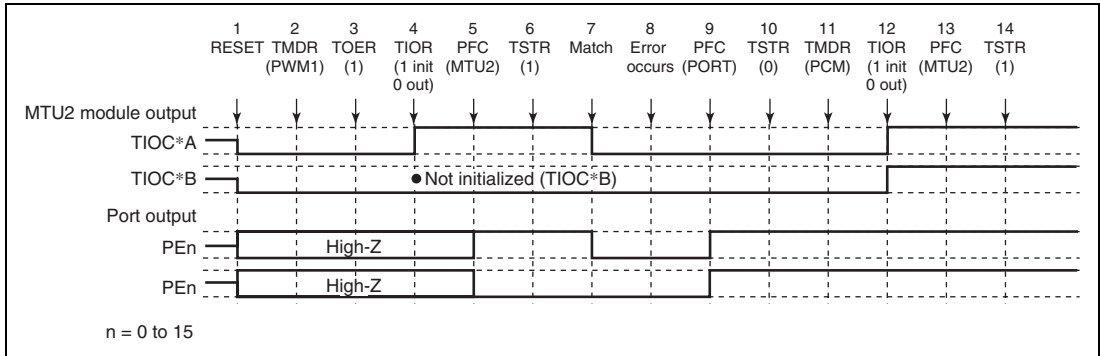 1 2 3 4 5 6 7 8 9 10 11 12 13 14
RESET TMDR TOER TIOR PFC TSTR Match Error PFC TSTR TMDR TIOR PFC TSTR
(PWM1) (1) (1 init (MTU2) (1) occurs (PORT) (0) (PCM) (1 init (MTU2) (1)
0 out) 0 out)
MTU2 module output
TIOC*A
TIOC*B
Not initialized (TIOC*B)
Port output
PEn
High-Z
PEn
High-Z
n = 0 to 15